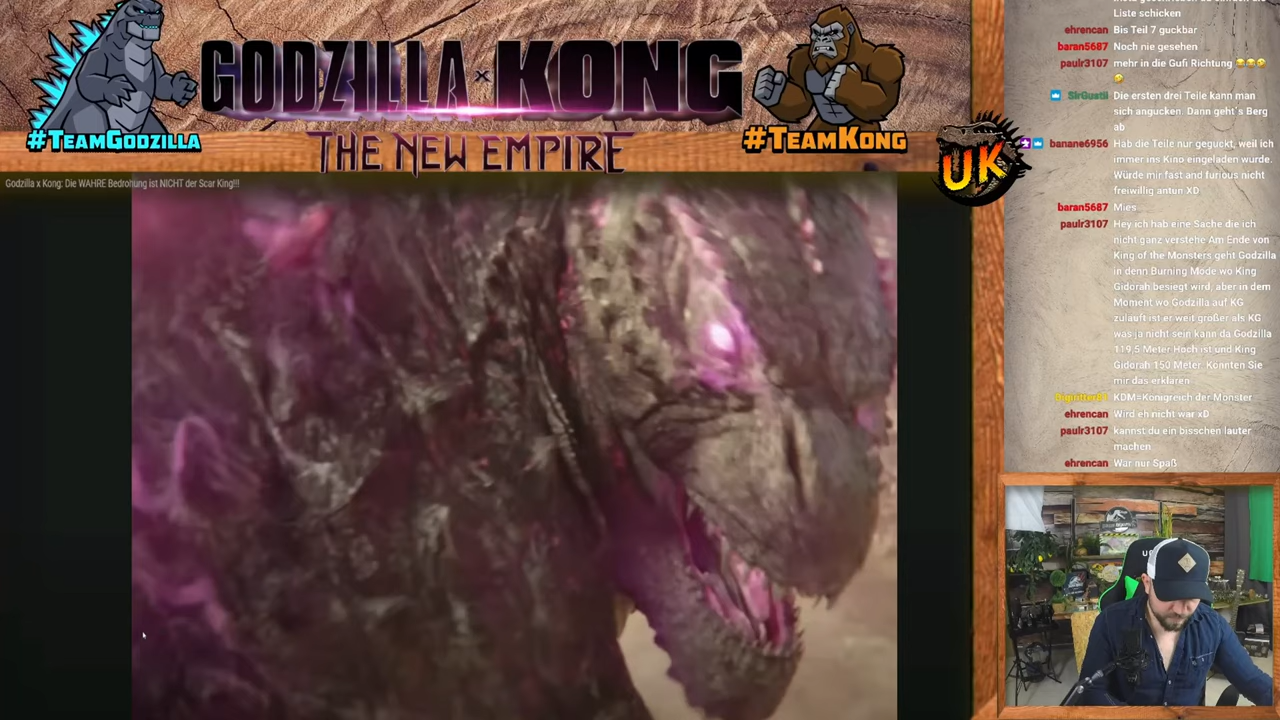 GODZILLA x KONG
THE NEW EMPIRE
#TEAMGODZILLA
#TEAMKONG
UK
Godzilla x Kong: Die WAHRE Bedrohung ist NICHT der Scar King!!!
Liste schicken
ehrencan Bis Teil 7 guckbar
baran5687 Noch nie gesehen
paulr3107 mehr in die Gufi Richtung
Die ersten drei Teile kann man
sich angucken. Dann geht's Berg
ab
banane6956 Hab die Teile nur geguckt, weil ich
immer ins Kino eingeladen wurde.
Würde mir fast and furious nicht
freiwillig antun XD
baran5687 Mies
paulr3107 Hey ich hab eine Sache die ich
nicht ganz verstehe Am Ende von
King of the Monsters geht Godzilla
in denn Burning Mode wo King
Gidorah besiegt wird, aber in dem
Moment wo Godzilla auf KG
zuläuft ist er weit großer als KG
was ja nicht sein kann da Godzilla
119,5 Meter Hoch ist und King
Gidorah 150 Meter. Könnten Sie
mir das erklären
KDM=Königreich der Monster
ehrencan Wird eh nicht war xD
paulr3107 kannst du ein bisschen lauter
machen
ehrencan War nur Spaß